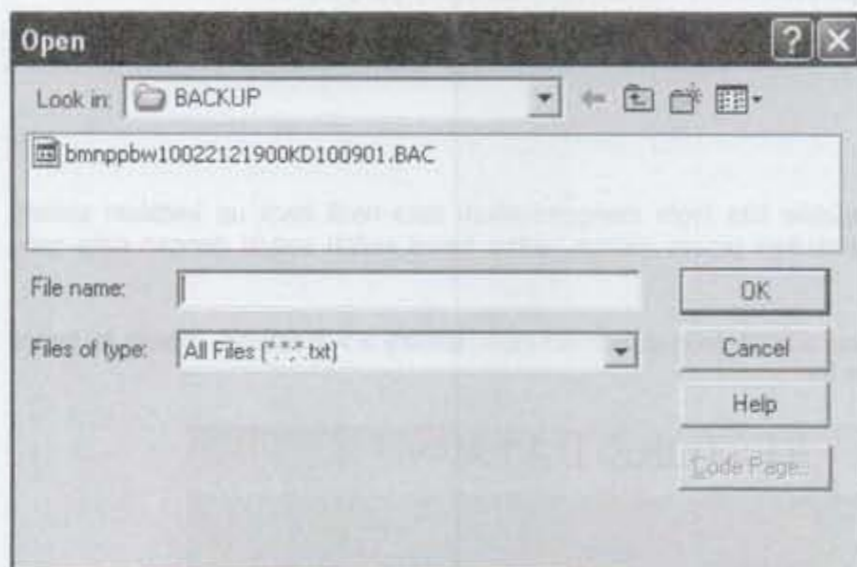 Open
Look in: BACKUP
bmnppbw10022121900KD100901.BAC
File name:
OK
Files of type: All Files (*.*;*.txt)
Cancel
Help
Code Page...